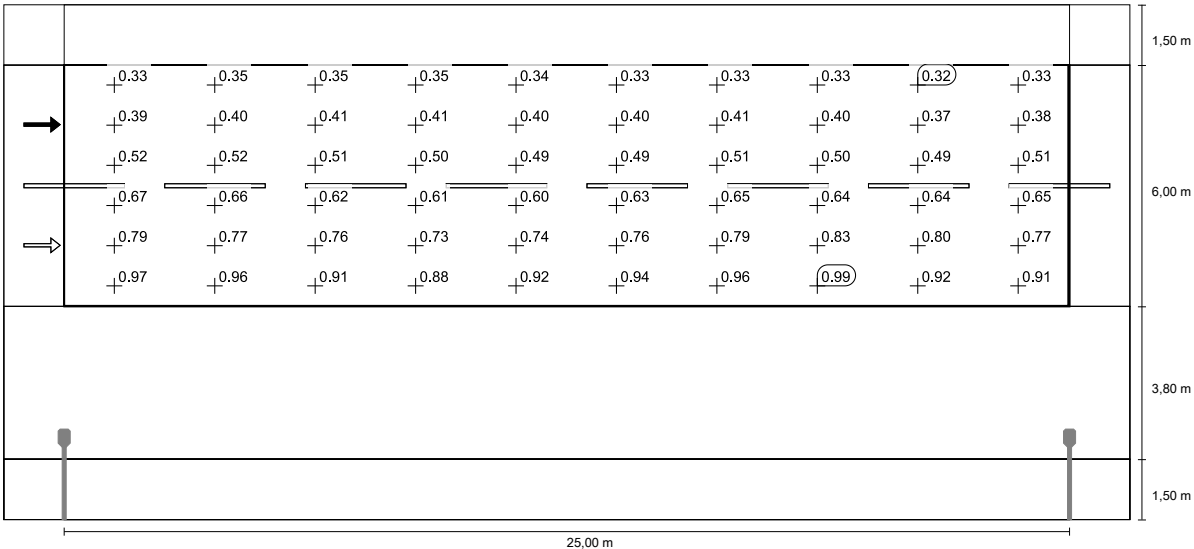 1,50 m
0.33 0.35 0.35 0.35 0.34 0.33 0.33 0.33 0.32 0.33
0.39 0.40 0.41 0.41 0.40 0.40 0.41 0.40 0.37 0.38
0.52 0.52 0.51 0.50 0.49 0.49 0.51 0.50 0.49 0.51
6,00 m
0.67 0.66 0.62 0.61 0.60 0.63 0.65 0.64 0.64 0.65
0.79 0.77 0.76 0.73 0.74 0.76 0.79 0.83 0.80 0.77
0.97 0.96 0.91 0.88 0.92 0.94 0.96 0.99 0.92 0.91
3,80 m
1,50 m
25,00 m